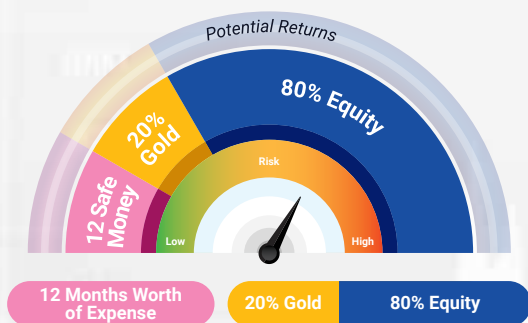 Potential Returns
80% Equity
20%
Gold
12 Safe
Money
Risk
Low
High
12 Months Worth
of Expense
20% Gold
80% Equity